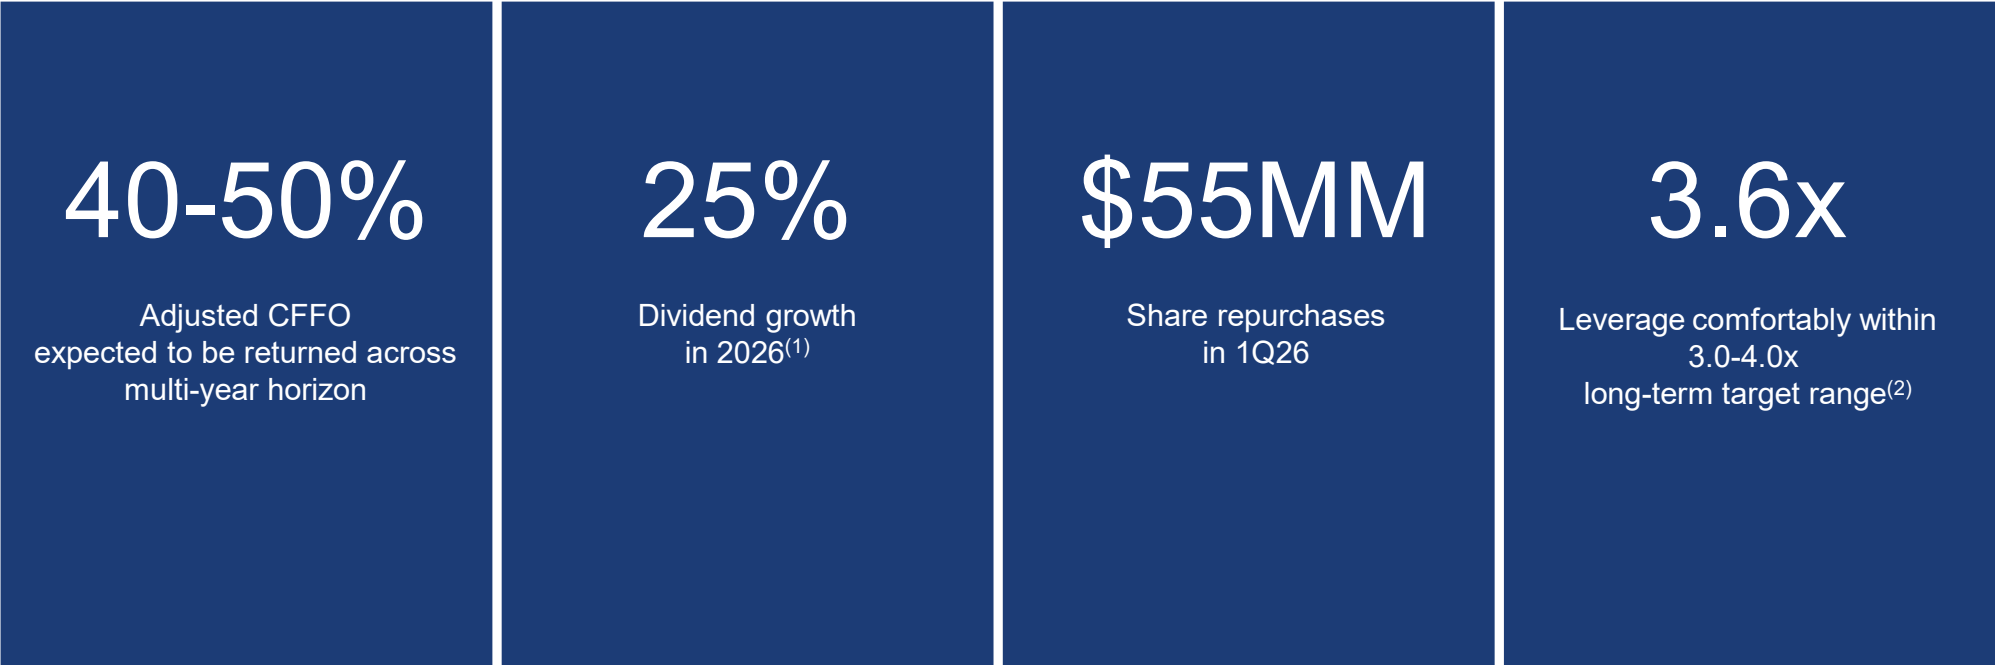 40-50%
Adjusted CFFO
expected to be returned across
multi-year horizon
25%
Dividend growth
in 2026(1)
$55MM
Share repurchases
in 1Q26
3.6x
Leverage comfortably within
3.0-4.0x
long-term target range(2)